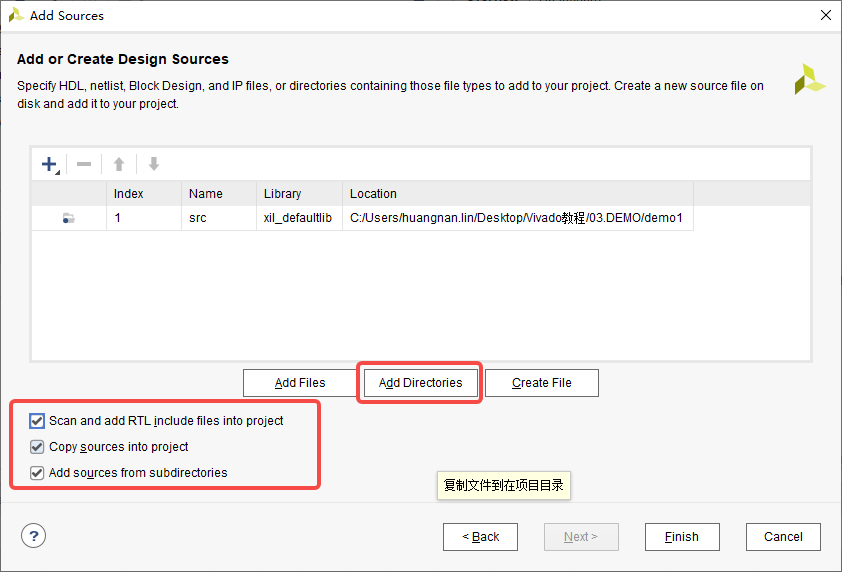 Add Sources
Add or Create Design Sources
Specify HDL, netlist, Block Design, and IP files, or directories containing those file types to add to your project. Create a new source file on
disk and add it to your project.
Index Name Library Location
1 src xil_defaultlib C:/Users/huangnan.lin/Desktop/Vivado教程/03.DEMO/demo1
Add Files Add Directories Create File
Scan and add RTL include files into project
Copy sources into project
Add sources from subdirectories
复制文件到在项目目录
? < Back Next > Finish Cancel